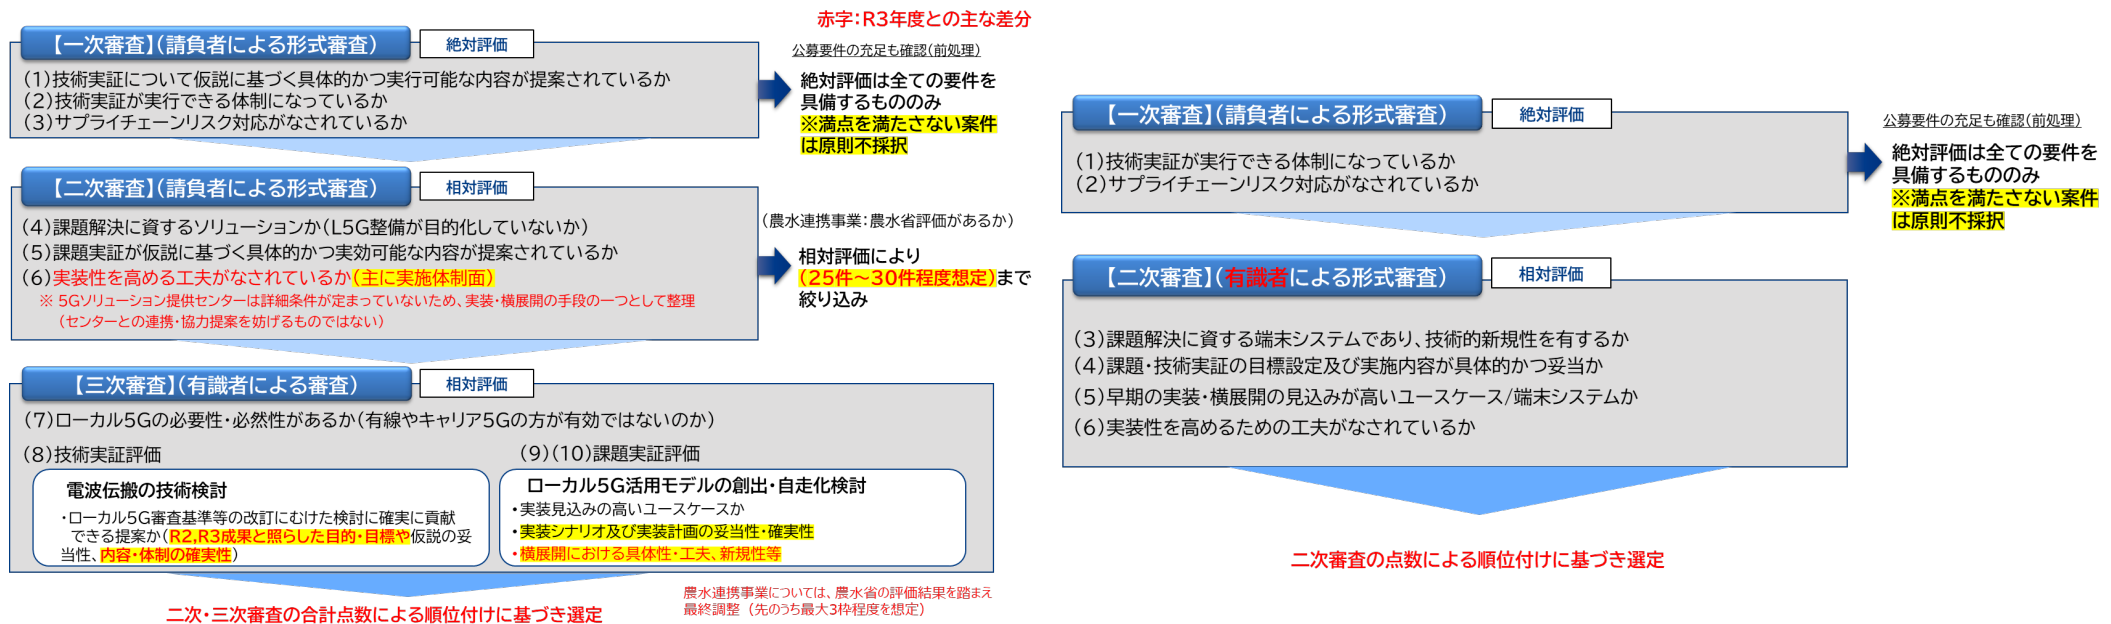 赤字：R3年度との主な差分
【一次審査】（請負者による形式審査）
絶対評価
（1）技術実証について仮説に基づく具体的かつ実行可能な内容が提案されているか
（2）技術実証が実行できる体制になっているか
（3）サプライチェーンリスク対応がなされているか
公募要件の充足も確認（前処理）
絶対評価は全ての要件を
具備するもののみ
※満点を満たさない案件
は原則不採択
【二次審査】（請負者による形式審査）
相対評価
（4）課題解決に資するソリューションか（L5G整備が目的化していないか）
（5）課題実証が仮説に基づく具体的かつ実効可能な内容が提案されているか
（6）実装性を高める工夫がなされているか（主に実施体制面）
※ 5Gソリューション提供センターは詳細条件が定まっていないため、実装・横展開の手段の一つとして整理
（センターとの連携・協力提案を妨げるものではない）
（農水連携事業：農水省評価があるか）
相対評価により
（25件～30件程度想定）まで
絞り込み
【三次審査】（有識者による審査）
相対評価
（7）ローカル5Gの必要性・必然性があるか（有線やキャリア5Gの方が有効ではないのか）
（8）技術実証評価
電波伝搬の技術検討
・ローカル5G審査基準等の改訂にむけた検討に確実に貢献
できる提案か（R2,R3成果と照らした目的・目標や仮説の妥
当性、内容・体制の確実性）
（9）（10）課題実証評価
ローカル5G活用モデルの創出・自走化検討
・実装見込みの高いユースケースか
・実装シナリオ及び実装計画の妥当性・確実性
・横展開における具体性・工夫、新規性等
二次・三次審査の合計点数による順位付けに基づき選定
農水連携事業については、農水省の評価結果を踏まえ
最終調整 （先のうち最大3枠程度を想定）
【一次審査】（請負者による形式審査）
絶対評価
（1）技術実証が実行できる体制になっているか
（2）サプライチェーンリスク対応がなされているか
公募要件の充足も確認（前処理）
絶対評価は全ての要件を
具備するもののみ
※満点を満たさない案件
は原則不採択
【二次審査】（有識者による形式審査）
相対評価
（3）課題解決に資する端末システムであり、技術的新規性を有するか
（4）課題・技術実証の目標設定及び実施内容が具体的かつ妥当か
（5）早期の実装・横展開の見込みが高いユースケース/端末システムか
（6）実装性を高めるための工夫がなされているか
二次審査の点数による順位付けに基づき選定